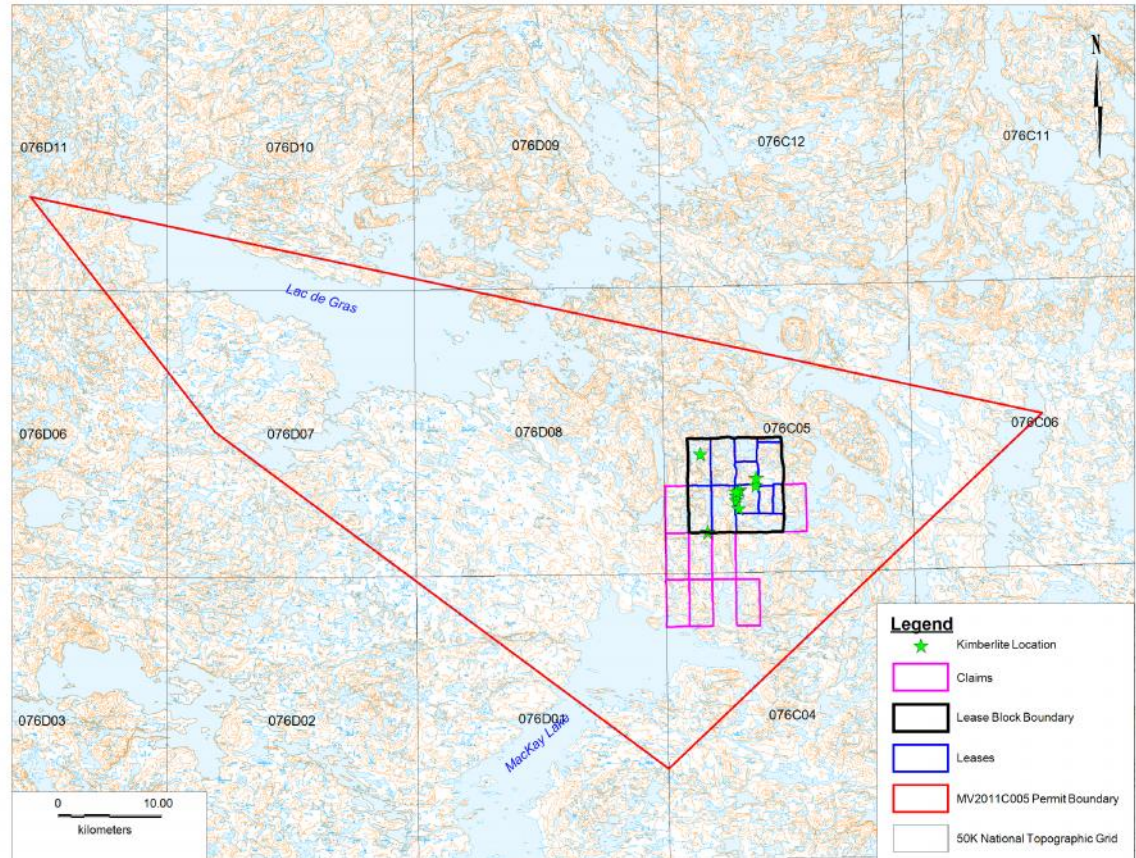 N
076D11
076D10
076D09
076C12
076C11
Lac de Gras
076D06
076D07
076D08
076C05
076C06
Legend
Kimberlite Location
Claims
Lease Block Boundary
Leases
MV2011C005 Permit Boundary
50K National Topographic Grid
076D03
076D02
076D01
076C04
MacKay Lake
0 10.00
kilometers